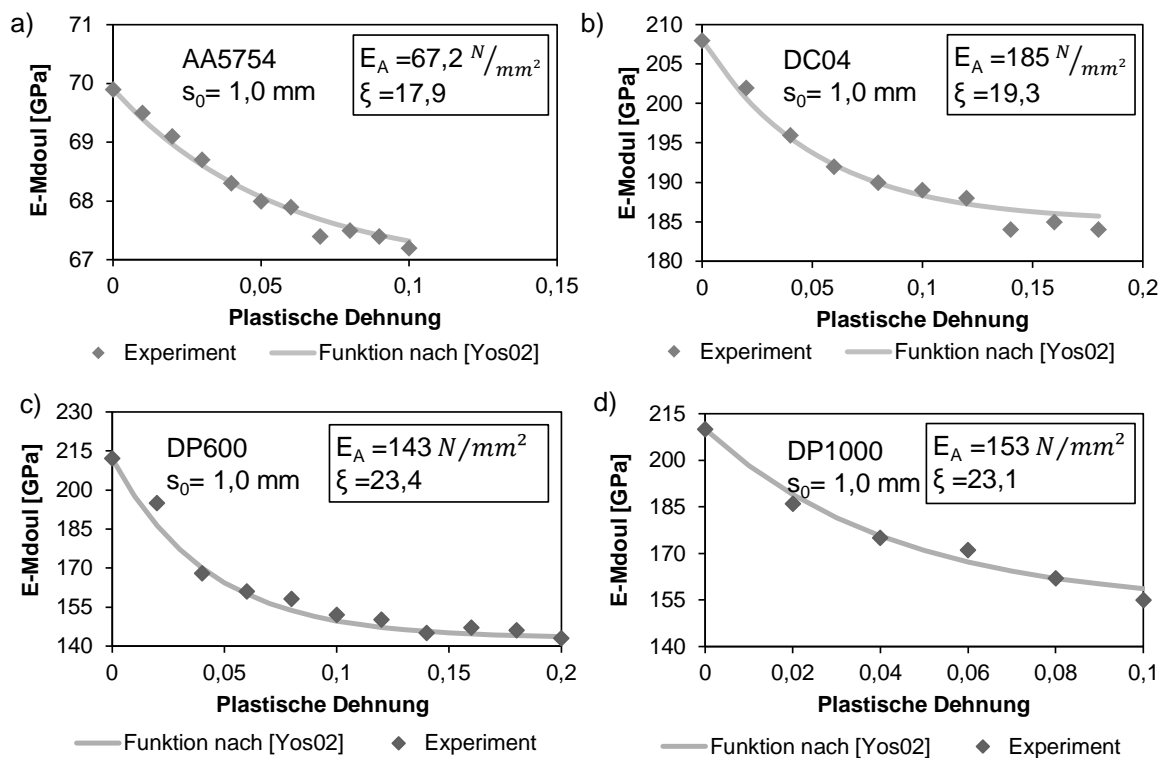 a)
71
70
69
68
67
E-Mdoul [GPa]
AA5754
s0= 1,0 mm
EA =67,2 N/mm²
ξ =17,9
0 0,05 0,1 0,15
Plastische Dehnung
Experiment Funktion nach [Yos02]
b)
215
210
205
200
195
190
185
180
E-Modul [GPa]
DC04
s0= 1,0 mm
EA =185 N/mm²
ξ =19,3
0 0,05 0,1 0,15 0,2
Plastische Dehnung
Experiment Funktion nach [Yos02]
c)
230
215
200
185
170
155
140
E-Mdoul [GPa]
DP600
s0= 1,0 mm
EA =143 N/mm²
ξ =23,4
0 0,05 0,1 0,15 0,2
Plastische Dehnung
Funktion nach [Yos02] Experiment
d)
215
200
185
170
155
140
E-Mdoul [GPa]
DP1000
s0= 1,0 mm
EA =153 N/mm²
ξ =23,1
0 0,02 0,04 0,06 0,08 0,1
Plastische Dehnung
Funktion nach [Yos02] Experiment